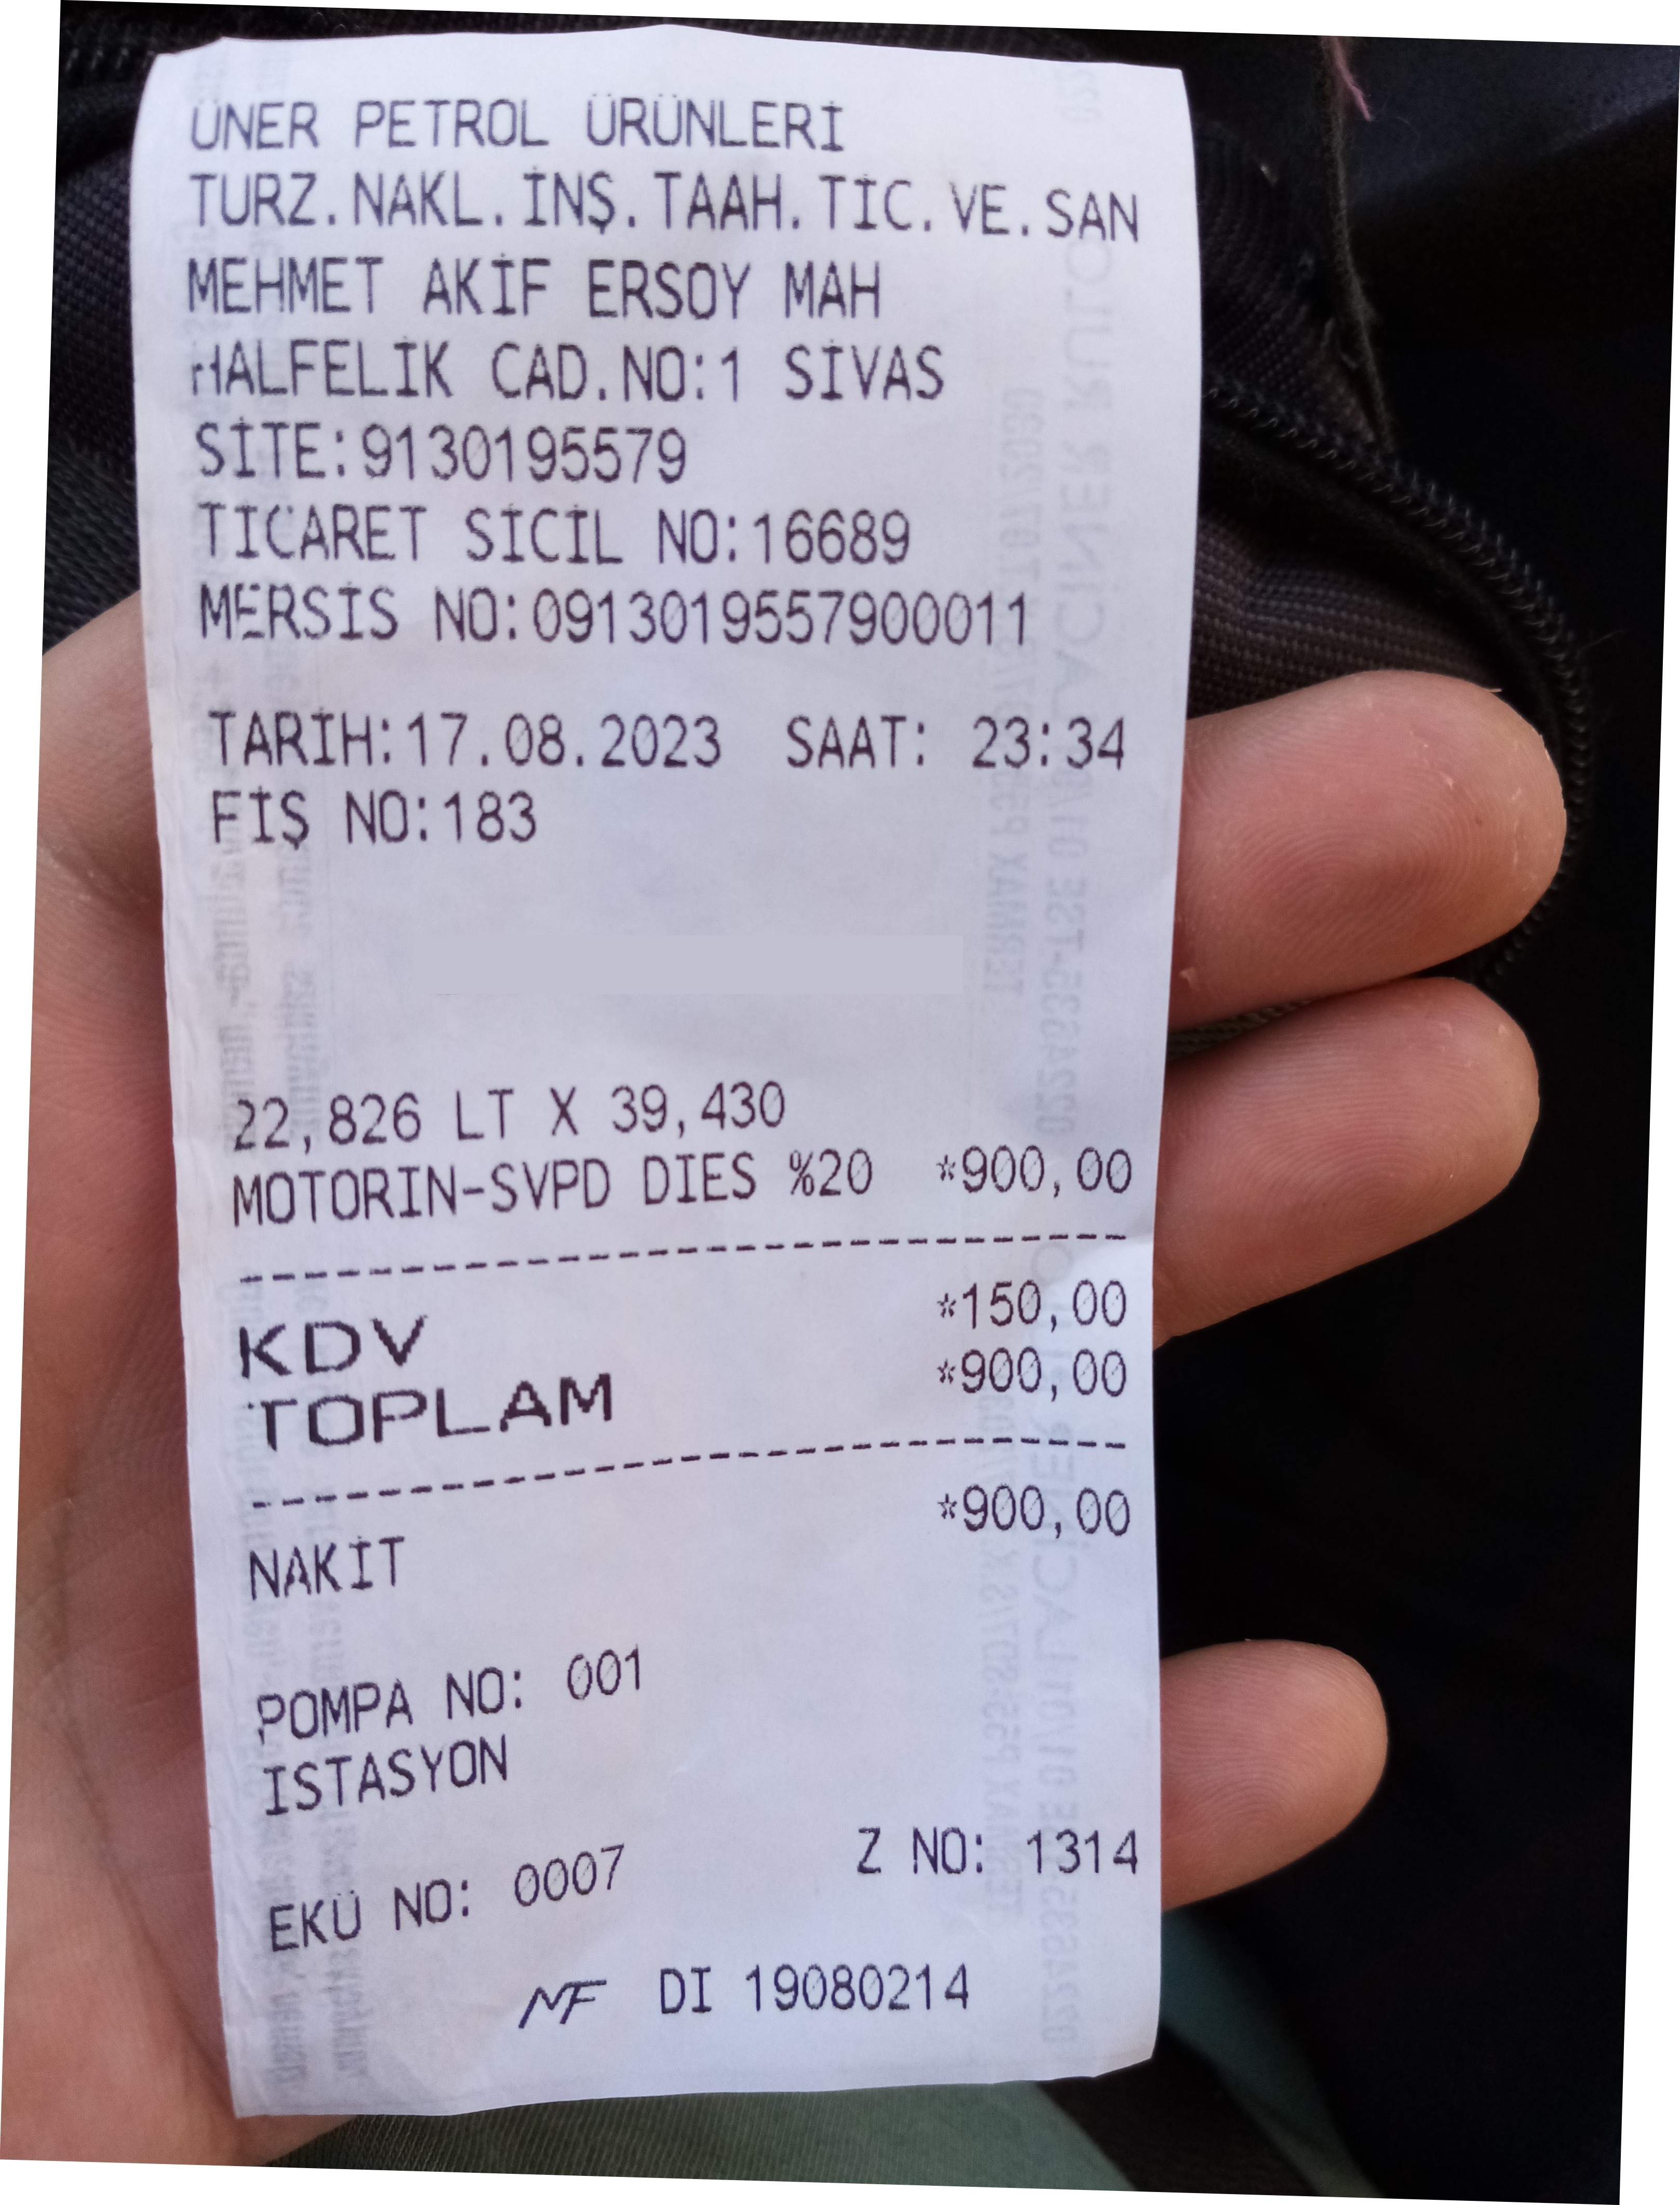 ÜNER PETROL ÜRÜNLERİ
TURZ.NAKL.İNŞ.TAAH.TİC.VE.SAN
MEHMET AKİF ERSOY MAH
HALFELİK CAD.NO:1 SİVAS
SİTE:9130195579
TİCARET SİCİL NO:16689
MERSİS NO:0913019557900011
TARİH:17.08.2023 SAAT: 23:34
FİŞ NO:183
22,826 LT X 39,430
MOTORIN-SVPD DIES %20 *900,00
KDV *150,00
TOPLAM *900,00
NAKİT *900,00
POMPA NO: 001
ISTASYON
EKÜ NO: 0007 Z NO: 1314
MF DI 19080214